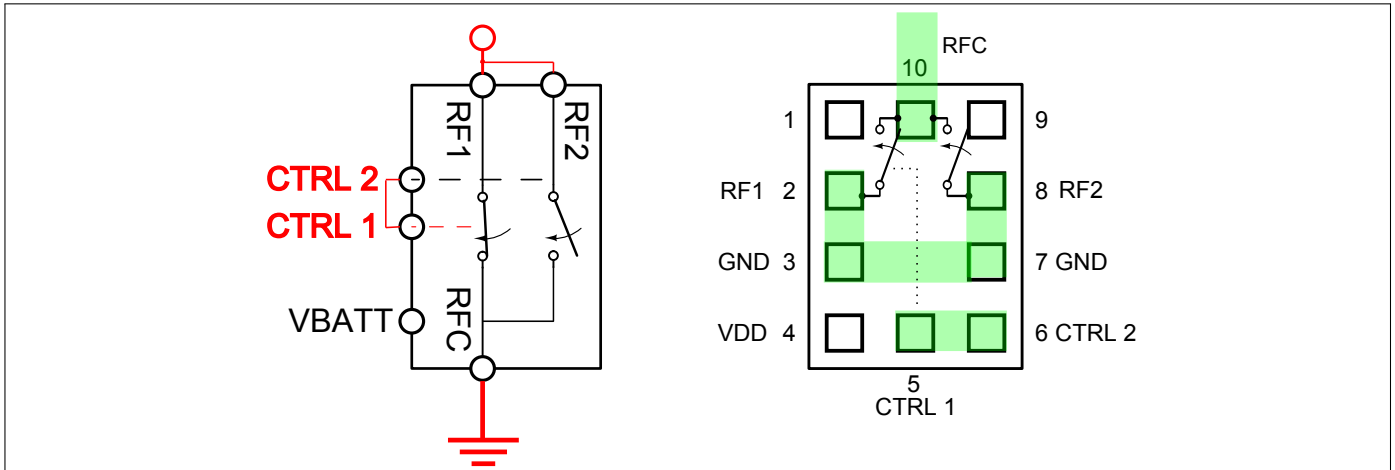 RF1
RF2
CTRL 2
CTRL 1
VBATT
RFC
RFC
10
1
9
RF1 2
8 RF2
GND 3
7 GND
VDD 4
6 CTRL 2
5
CTRL 1